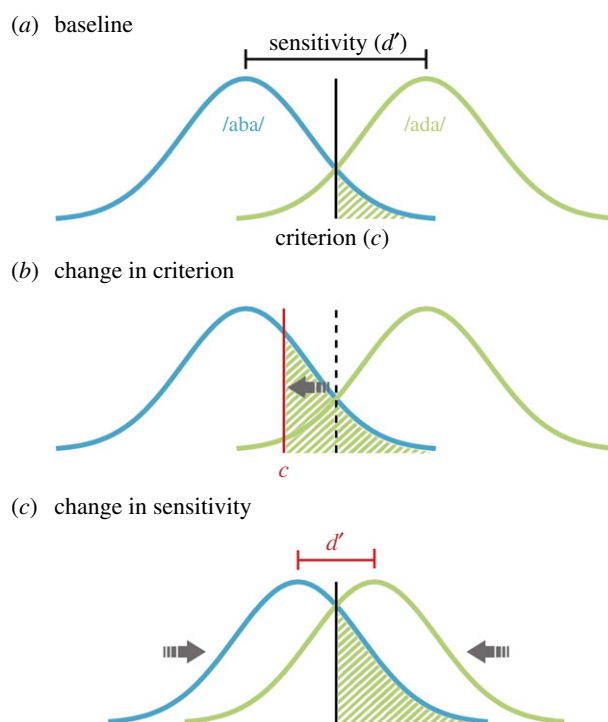 (a) baseline
sensitivity (d′)
/aba/ /ada/
criterion (c)
(b) change in criterion
c
(c) change in sensitivity
d′